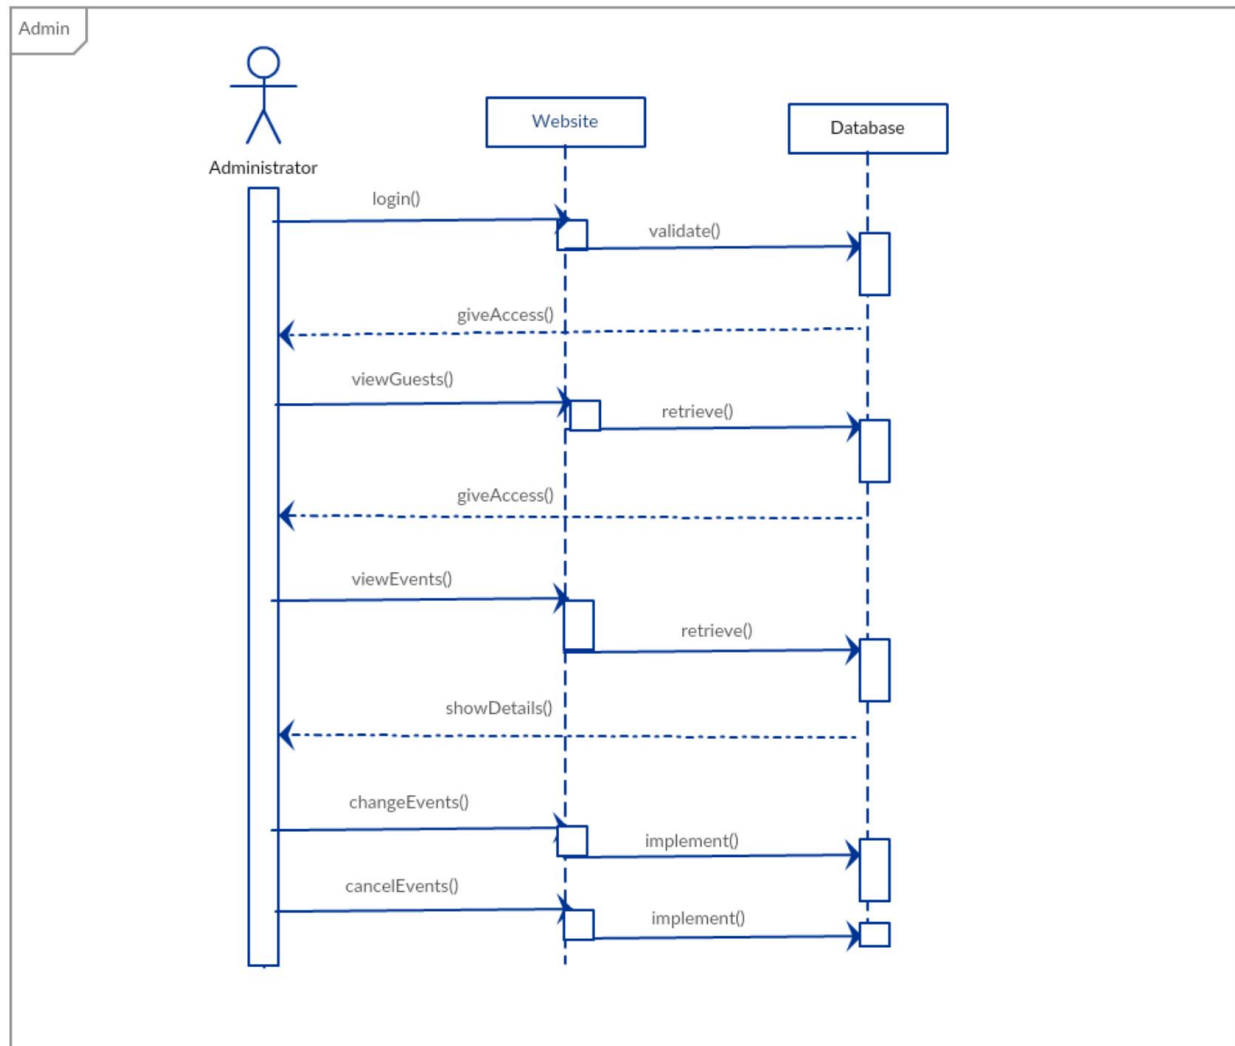 Admin
Administrator
Website
Database
login()
validate()
giveAccess()
viewGuests()
retrieve()
giveAccess()
viewEvents()
retrieve()
showDetails()
changeEvents()
implement()
cancelEvents()
implement()